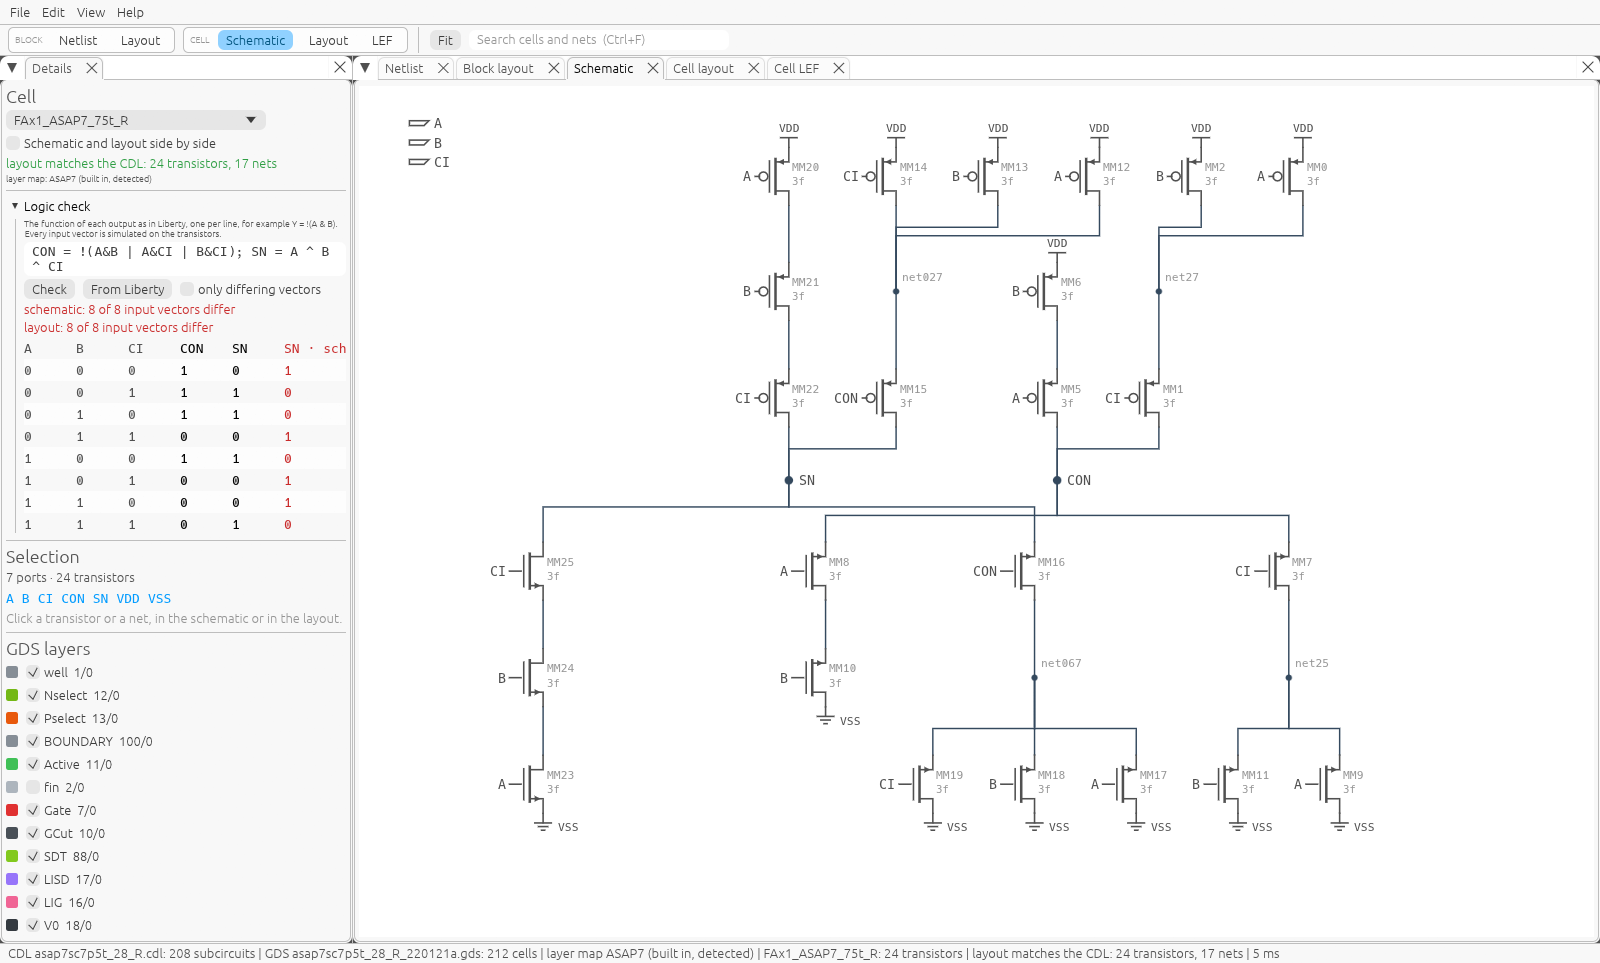 File Edit View Help
BLOCK Netlist Layout CELL Schematic Layout LEF Fit Search cells and nets (Ctrl+F)
Details
Netlist Block layout Schematic Cell layout Cell LEF
Cell
FAx1_ASAP7_75t_R
Schematic and layout side by side
layout matches the CDL: 24 transistors, 17 nets
layer map: ASAP7 (built in, detected)
Logic check
The function of each output as in Liberty, one per line, for example Y = !(A & B).
Every input vector is simulated on the transistors.
CON = !(A&B | A&CI | B&CI); SN = A ^ B
^ CI
Check From Liberty only differing vectors
schematic: 8 of 8 input vectors differ
layout: 8 of 8 input vectors differ
A B CI CON SN SN · sch
0 0 0 1 0 1
0 0 1 1 1 0
0 1 0 1 1 0
0 1 1 0 0 1
1 0 0 1 1 0
1 0 1 0 0 1
1 1 0 0 0 1
1 1 1 0 1 0
Selection
7 ports · 24 transistors
A B CI CON SN VDD VSS
Click a transistor or a net, in the schematic or in the layout.
GDS layers
well 1/0
Nselect 12/0
Pselect 13/0
BOUNDARY 100/0
Active 11/0
fin 2/0
Gate 7/0
GCut 10/0
SDT 88/0
LISD 17/0
LIG 16/0
V0 18/0
A
B
CI
VDD VDD VDD VDD VDD VDD
A MM20 CI MM14 B MM13 A MM12 B MM2 A MM0
3f 3f 3f 3f 3f 3f
VDD
net027 net27
B MM21 B MM6
3f 3f
CI MM22 CON MM15 A MM5 CI MM1
3f 3f 3f 3f
SN CON
CI MM25 A MM8 CON MM16 CI MM7
3f 3f 3f 3f
net067 net25
B MM24 B MM10
3f 3f
VSS
A MM23 CI MM19 B MM18 A MM17 B MM11 A MM9
3f 3f 3f 3f 3f 3f
VSS VSS VSS VSS VSS VSS
CDL asap7sc7p5t_28_R.cdl: 208 subcircuits | GDS asap7sc7p5t_28_R_220121a.gds: 212 cells | layer map ASAP7 (built in, detected) | FAx1_ASAP7_75t_R: 24 transistors | layout matches the CDL: 24 transistors, 17 nets | 5 ms